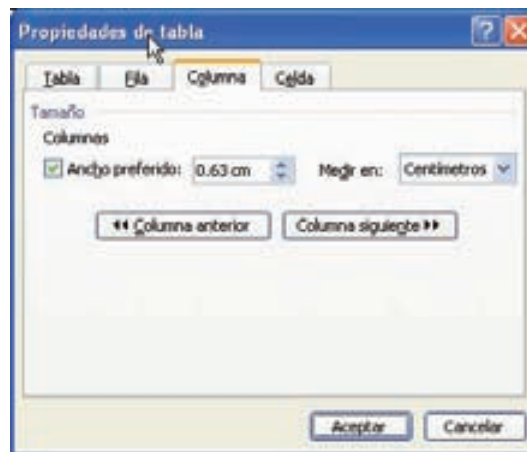 Propiedades de tabla
Tabla Fila Columna Celda
Tamaño
Columnas
Ancho preferido: 0.63 cm Medir en: Centímetros
Columna anterior Columna siguiente
Aceptar Cancelar